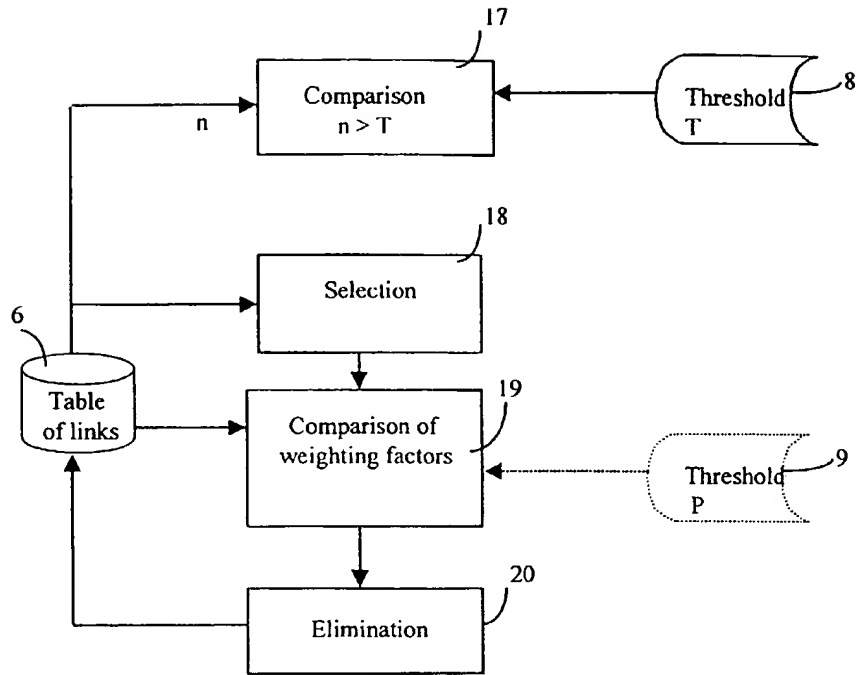 17
Comparison
n > T
n
Threshold
T
8
18
Selection
6
Table
of links
19
Comparison of
weighting factors
Threshold
P
9
20
Elimination